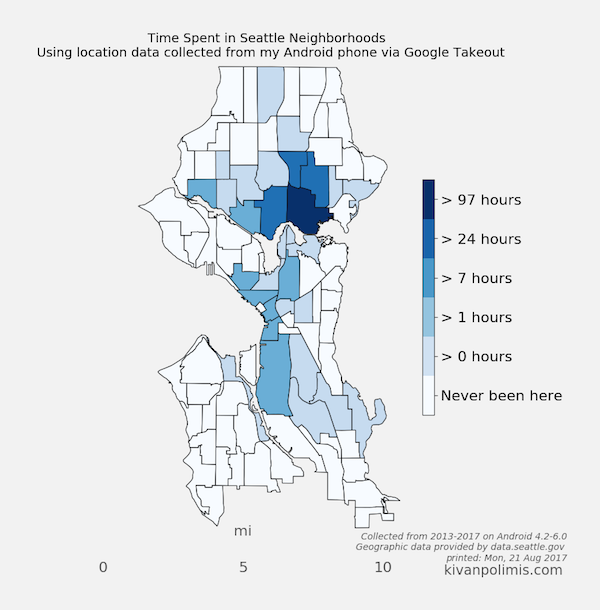 Time Spent in Seattle Neighborhoods
Using location data collected from my Android phone via Google Takeout
> 97 hours
> 24 hours
> 7 hours
> 1 hours
> 0 hours
Never been here
mi
0 5 10
Collected from 2013-2017 on Android 4.2-6.0
Geographic data provided by data.seattle.gov
printed: Mon, 21 Aug 2017
kivanpolimis.com